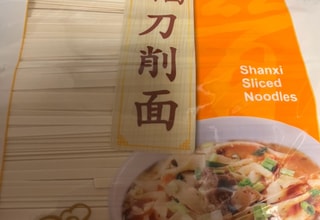 刀削面
Shanxi
Sliced
Noodles